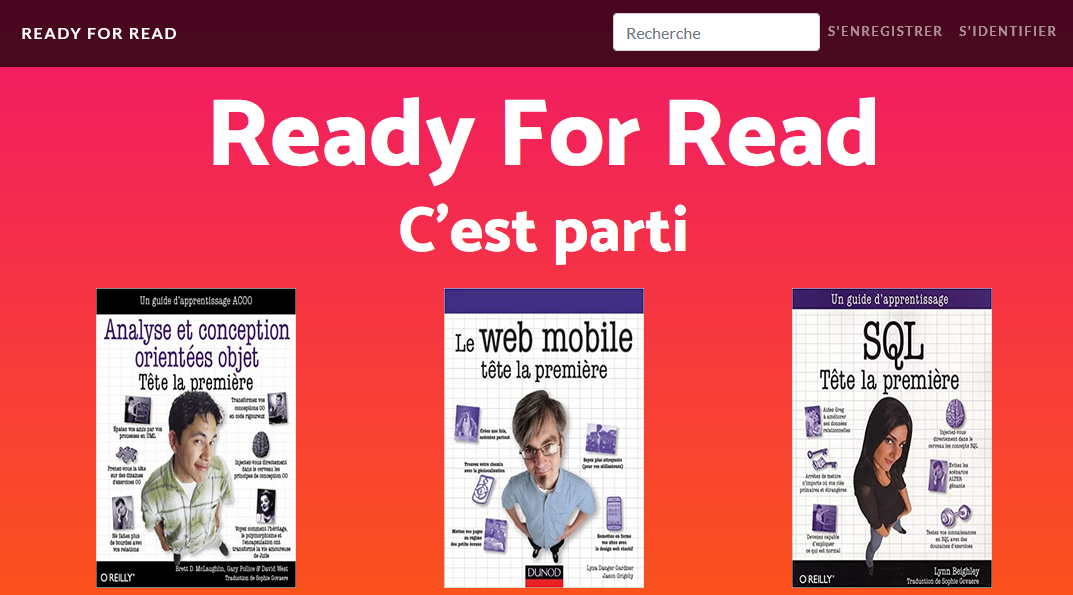 READY FOR READ
Recherche
S'ENREGISTRER
S'IDENTIFIER
Ready For Read
C'est parti
Un guide d'apprentissage ACOO
Analyse et conception
orientées objet
Tête la première
Transformez vos
conceptions OO
en code rigoureux
Épatez vos amis par vos
prouesses en UML
Injectez-vous directement
dans le cerveau les
principes de conception OO
Prenez-vous la tête
sur des dizaines
d'exercices OO
Ne faites plus
de bourdes avec
vos relations
Voyez comment l'héritage,
le polymorphisme et
l'encapsulation ont
transformé la vie amoureuse
de Julie
O'REILLY®
Brett D. McLaughlin, Gary Pollice & David West
Traduction de Sophie Govaere
Le web mobile
tête la première
Créez une fois,
exécutez partout
Soyez plus attrayants
(pour vos utilisateurs)
Trouvez votre chemin
avec la géolocalisation
Mettez vos pages
au régime
des petits écrans
Remettez en forme
vos sites avec
le design web réactif
DUNOD
Lyza Danger Gardner
Jason Grigsby
Un guide d'apprentissage
SQL
Tête la première
Aidez Greg
à améliorer
ses données
relationnelles
Injectez-vous
directement dans le
cerveau les concepts SQL
Arrêtez de mettre
n'importe où vos clés
primaires et étrangères
Évitez les
scénarios
ALTER
gênants
Devenez capable
d'expliquer
ce qui est normal
Testez vos connaissances
en SQL avec des
douzaines d'exercices
O'REILLY®
Lynn Beighley
Traduction de Sophie Govaere